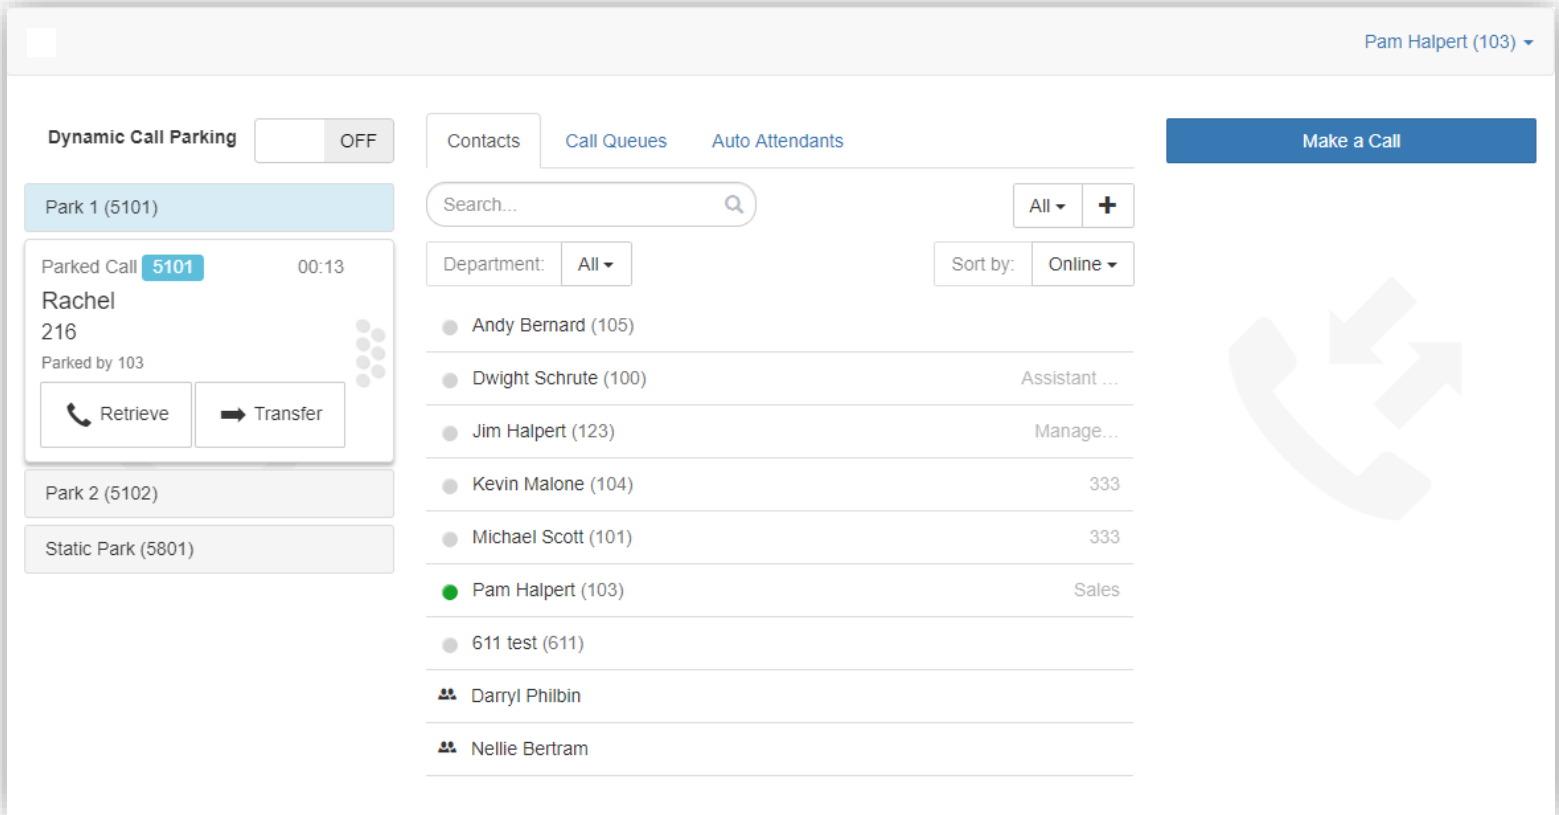 Pam Halpert (103)
Dynamic Call Parking
OFF
Park 1 (5101)
Parked Call 5101 00:13
Rachel
216
Parked by 103
Retrieve
Transfer
Park 2 (5102)
Static Park (5801)
Contacts
Call Queues
Auto Attendants
Search...
All
Department:
All
Sort by:
Online
Andy Bernard (105)
Dwight Schrute (100) Assistant ...
Jim Halpert (123) Manage...
Kevin Malone (104) 333
Michael Scott (101) 333
Pam Halpert (103) Sales
611 test (611)
Darryl Philbin
Nellie Bertram
Make a Call